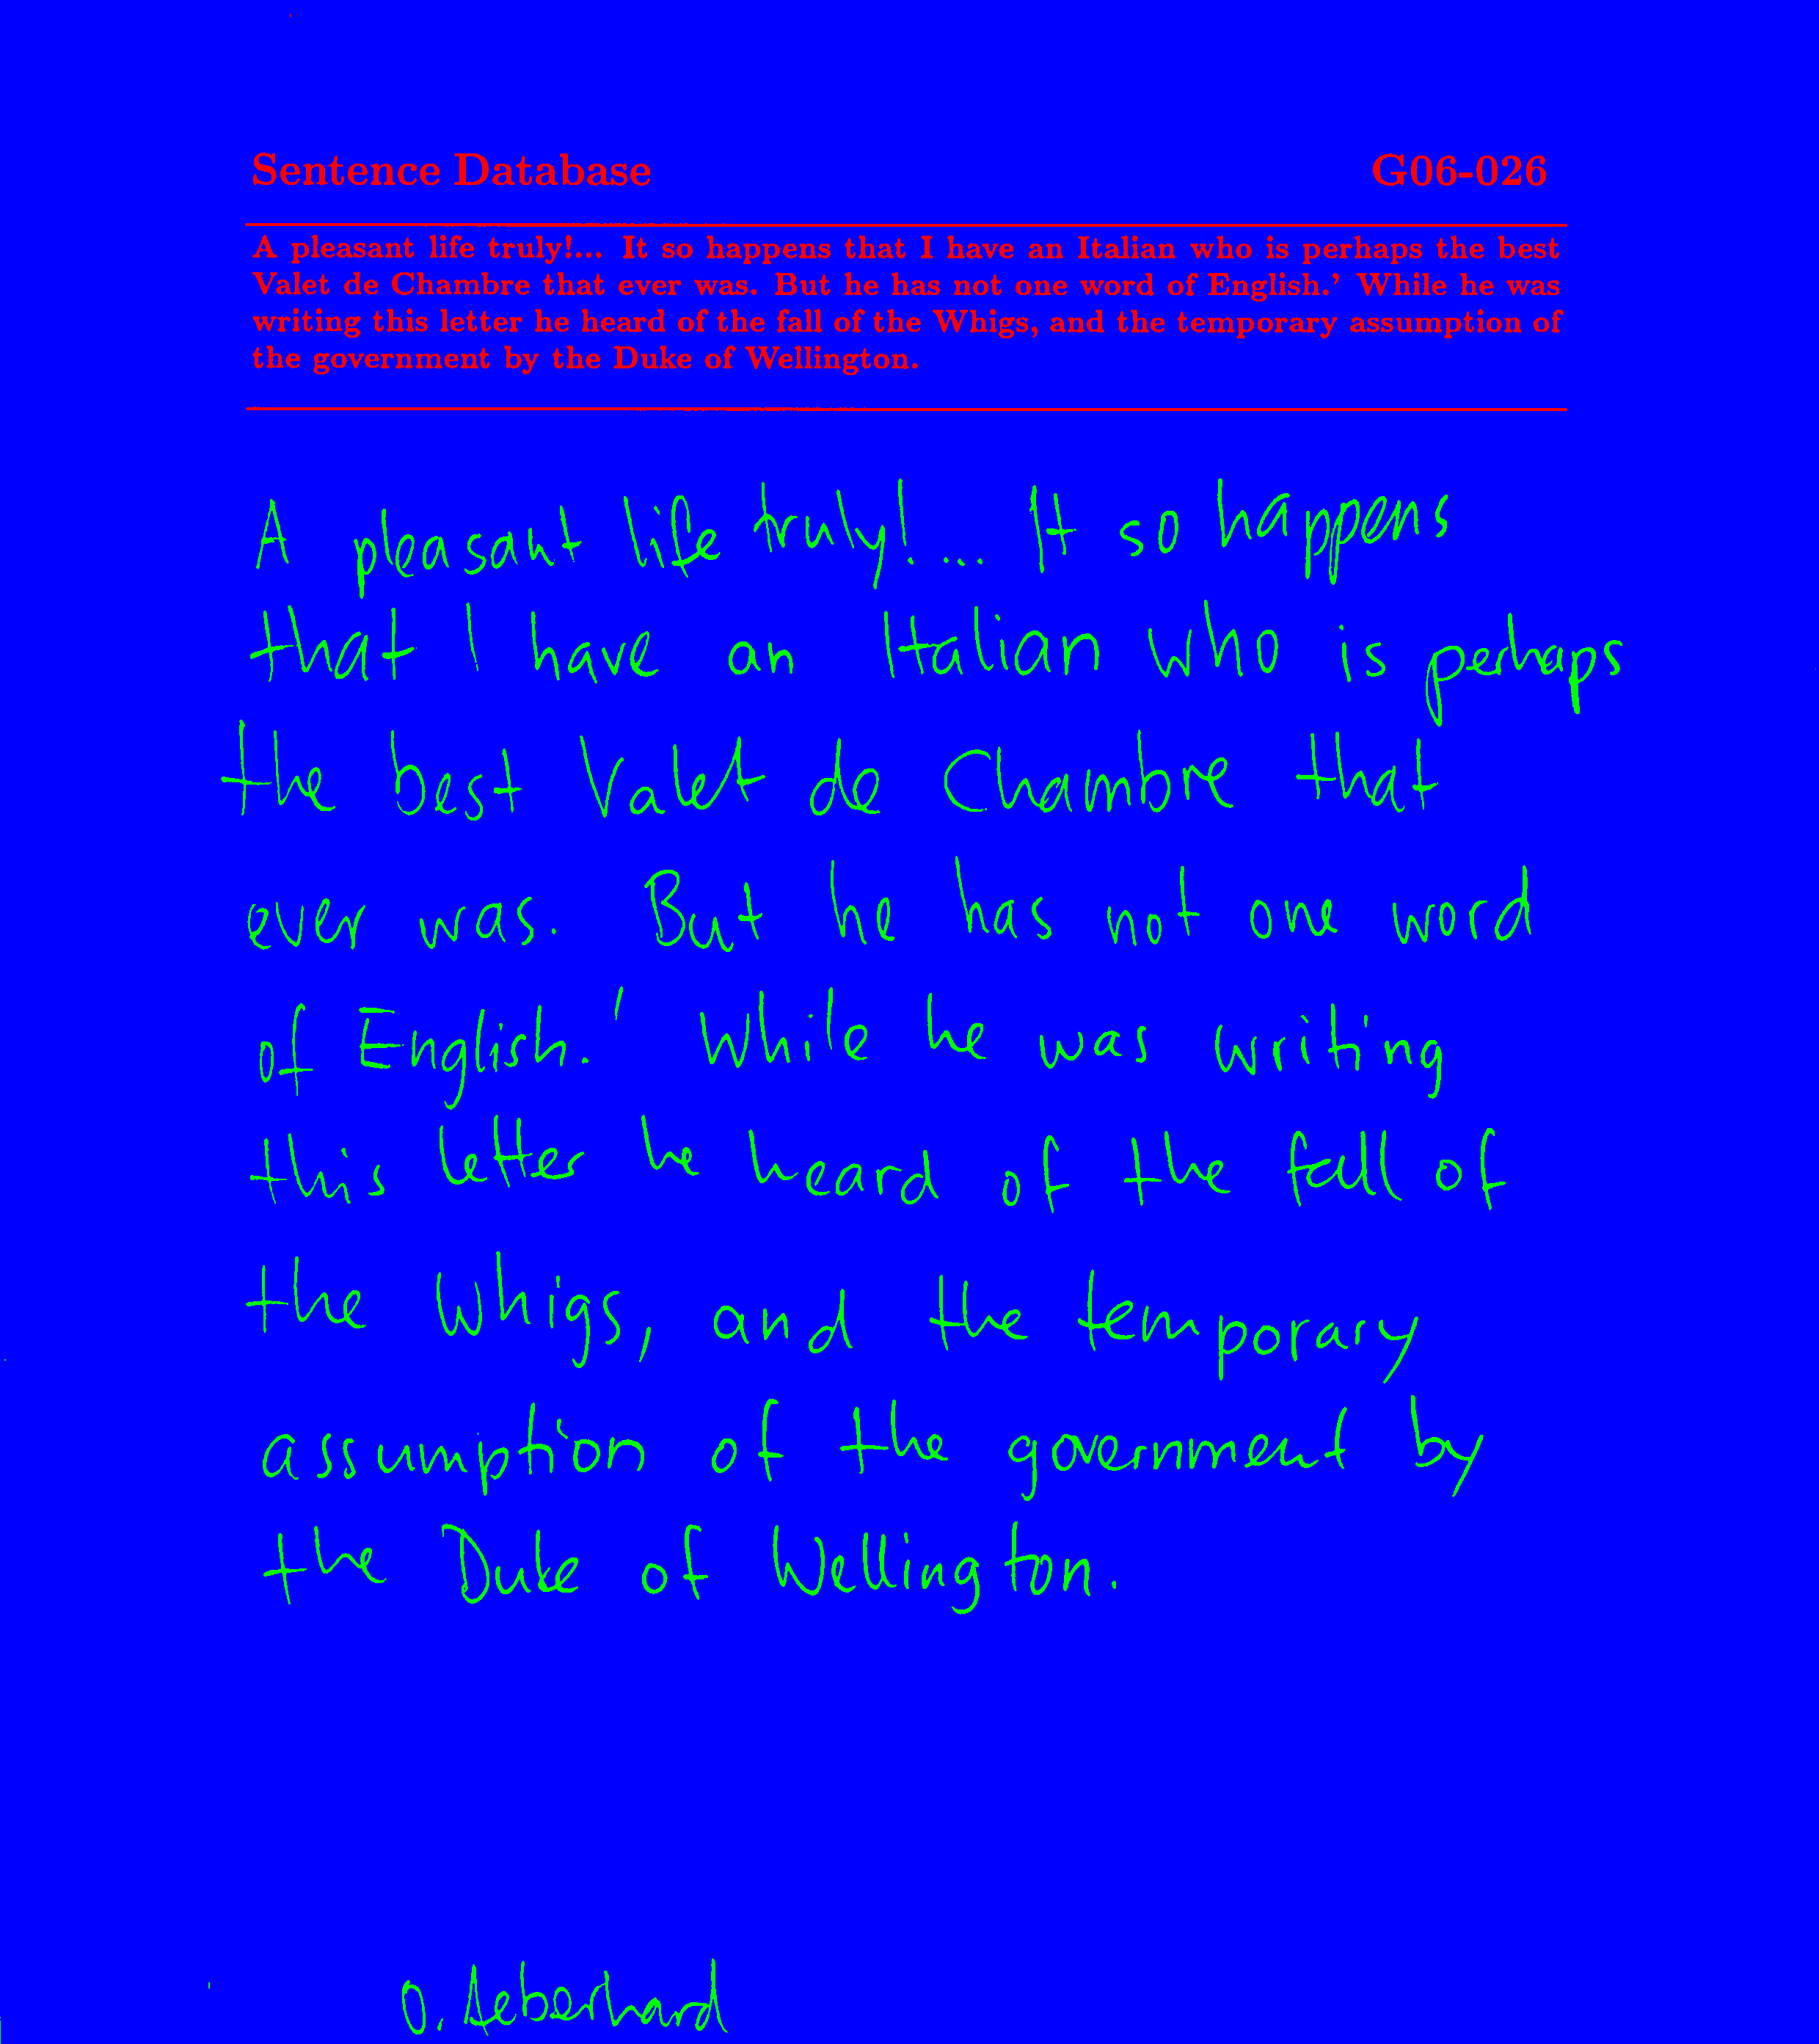 Sentence Database G06-026
A pleasant life truly!... It so happens that I have an Italian who is perhaps the best
Valet de Chambre that ever was. But he has not one word of English.' While he was
writing this letter he heard of the fall of the Whigs, and the temporary assumption of
the government by the Duke of Wellington.
A pleasant life truly!... It so happens
that I have an Italian who is perhaps
the best Valet de Chambre that
ever was. But he has not one word
of English.' While he was writing
this letter he heard of the fall of
the Whigs, and the temporary
assumption of the government by
the Duke of Wellington.
O. Aeberhard